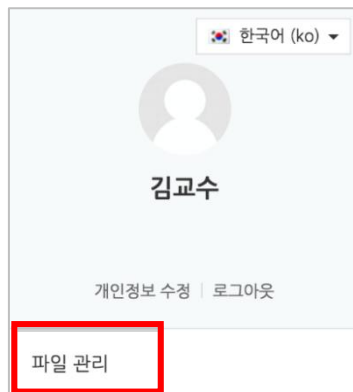 한국어 (ko)
김교수
개인정보 수정 | 로그아웃
파일 관리